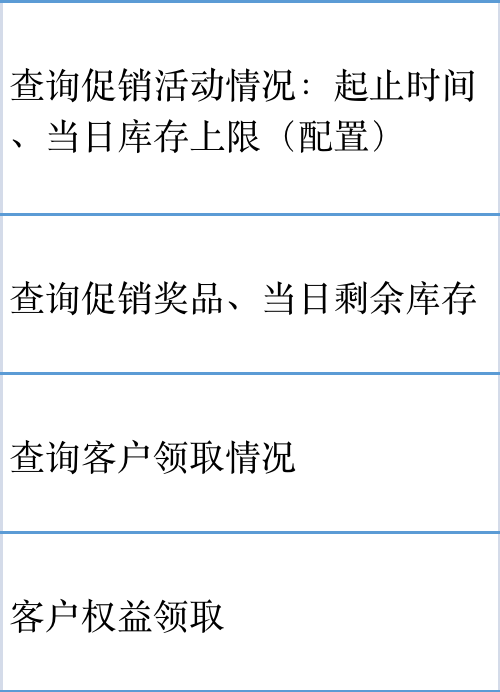 查询促销活动情况：起止时间
、当日库存上限（配置）
查询促销奖品、当日剩余库存
查询客户领取情况
客户权益领取